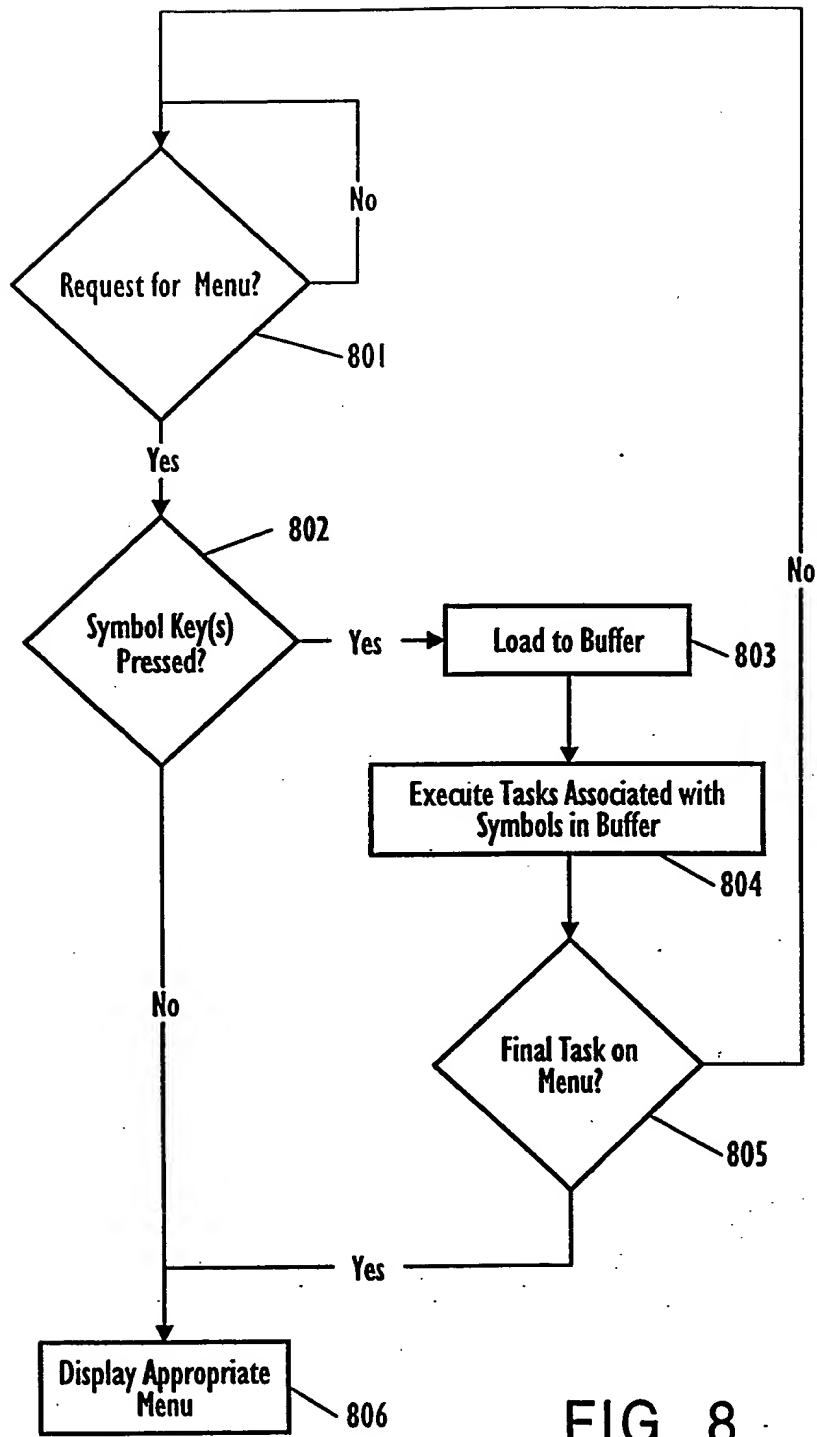 No
Request for Menu?
801
Yes
802
Symbol Key(s)
Pressed?
Yes
Load to Buffer
803
No
Execute Tasks Associated with
Symbols in Buffer
804
No
Final Task on
Menu?
805
Yes
Display Appropriate
Menu
806
FIG. 8